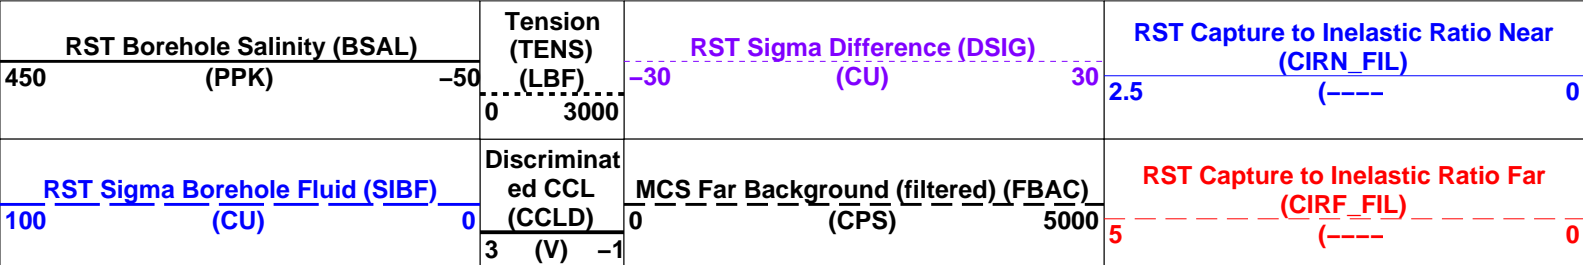 RST Borehole Salinity (BSAL)
450 (PPK) −50
Tension
(TENS)
(LBF)
0 3000
RST Sigma Difference (DSIG)
−30 (CU) 30
RST Capture to Inelastic Ratio Near
(CIRN_FIL)
2.5 (−−−− 0
RST Sigma Borehole Fluid (SIBF)
100 (CU) 0
Discriminat
ed CCL
(CCLD)
3 (V) −1
MCS Far Background (filtered) (FBAC)
0 (CPS) 5000
RST Capture to Inelastic Ratio Far
(CIRF_FIL)
5 (−−−− 0